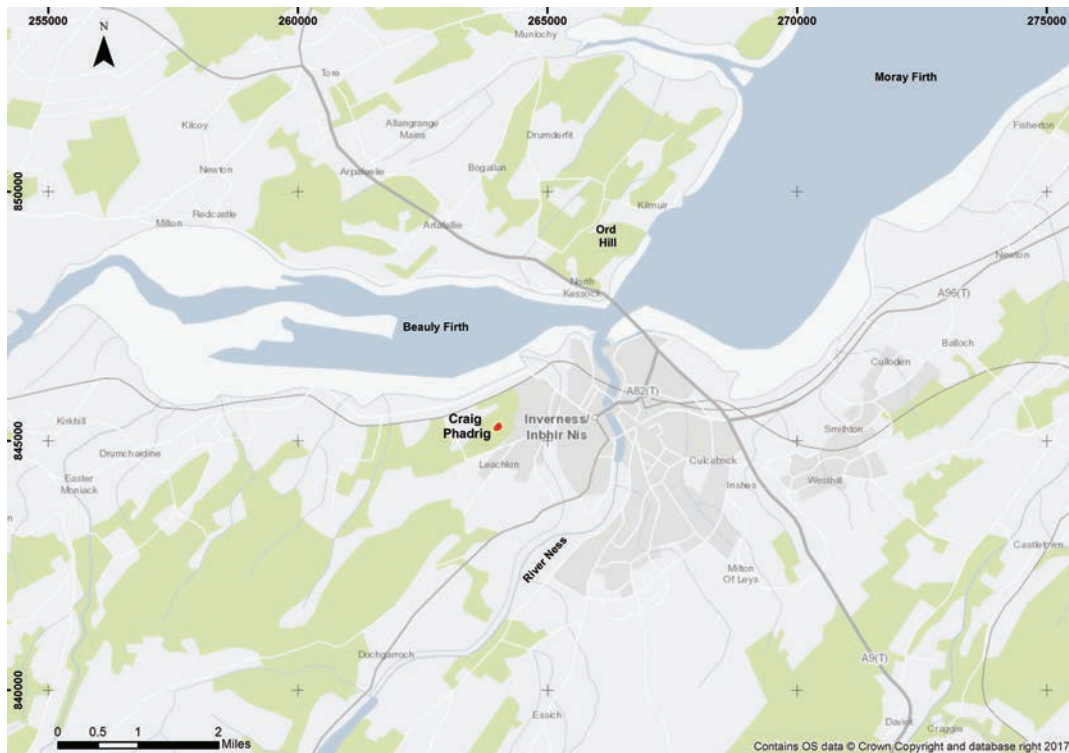 255000
260000
265000
270000
275000
N
Munlochy
Moray Firth
Tore
Kilcoy
Allangrange
Mains
Drumderfit
Fisherton
Newton
Arpafeelie
Bogallan
850000
Milton
Redcastle
Artafallie
Kilmuir
Ord
Hill
Newton
North
Kessock
A96(T)
Beauly Firth
Balloch
Culloden
A82(T)
Kirkhill
Craig
Phadrig
Inverness/
Inbhir Nis
Smithton
845000
Drumchardine
Leachkin
Culcabock
Inshes
Westhill
Easter
Moniack
n
River Ness
Castletown
Milton
Of Leys
Dochgarroch
A9(T)
840000
Essich
Daviot
Craggie
0 0.5 1 2
Miles
Contains OS data © Crown Copyright and database right 2017